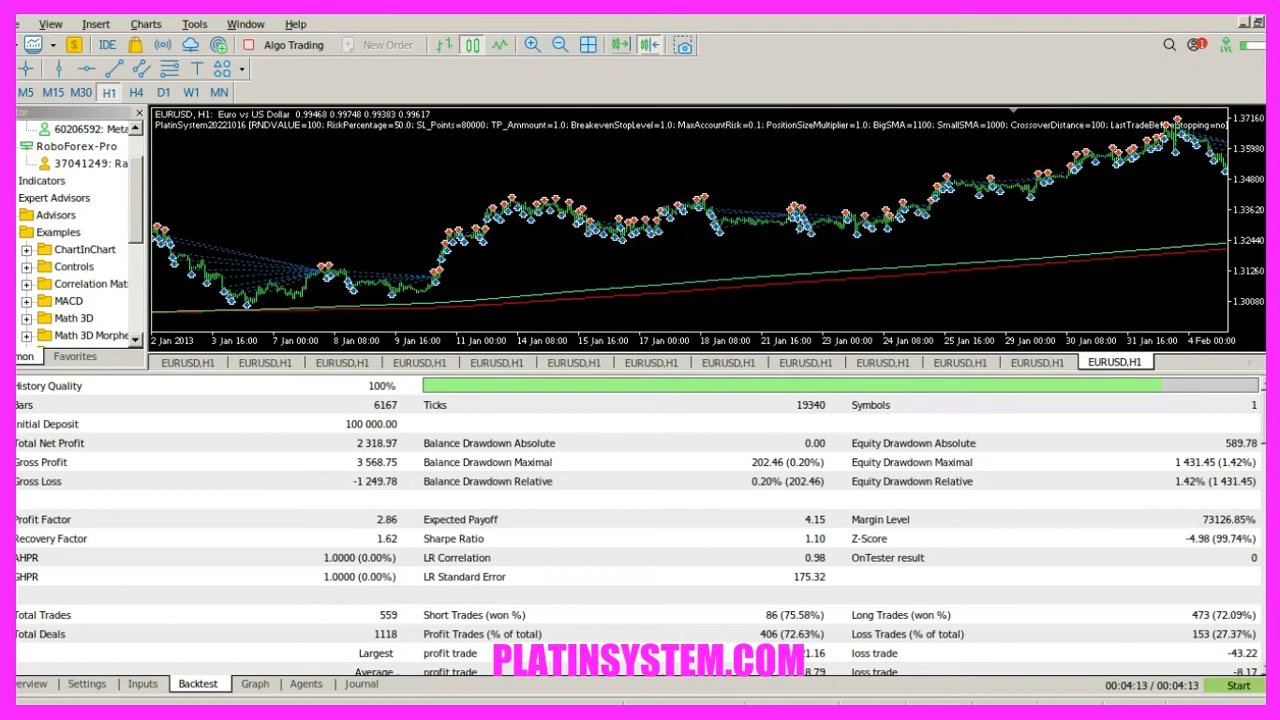 View Insert Charts Tools Window Help
IDE Algo Trading New Order 1 LVL
M5 M15 M30 H1 H4 D1 W1 MN
60206592: Meta
RoboForex-Pro
37041249: Ra
Indicators
Expert Advisors
Advisors
Examples
ChartInChart
Controls
Correlation Mat
MACD
Math 3D
Math 3D Morphe
mon Favorites
EURUSD, H1: Euro vs US Dollar 0.99468 0.99748 0.99383 0.99617
PlatinSystem20221016 [RNDVALUE=100; RiskPercentage=50.0; SL_Points=80000; TP_Ammount=1.0; BreakevenStopLevel=1.0; MaxAccountRisk=0.1; PositionSizeMultiplier=1.0; BigSMA=1100; SmallSMA=1000; CrossoverDistance=100;
1.37160
1.35980
1.34800
1.33620
1.32440
1.31260
1.30080
2 Jan 2013 3 Jan 16:00 7 Jan 00:00 8 Jan 08:00 9 Jan 16:00 11 Jan 00:00 14 Jan 08:00 15 Jan 16:00 17 Jan 00:00 18 Jan 08:00 21 Jan 16:00 23 Jan 00:00 24 Jan 08:00 25 Jan 16:00 29 Jan 00:00 30 Jan 08:00 31 Jan 16:00 4 Feb 00:00
EURUSD,H1 EURUSD,H1 EURUSD,H1 EURUSD,H1 EURUSD,H1 EURUSD,H1 EURUSD,H1 EURUSD,H1 EURUSD,H1 EURUSD,H1 EURUSD,H1 EURUSD,H1 EURUSD,H1
History Quality 100%
Bars 6167 Ticks 19340 Symbols 1
Initial Deposit 100 000.00
Total Net Profit 2 318.97 Balance Drawdown Absolute 0.00 Equity Drawdown Absolute 589.78
Gross Profit 3 568.75 Balance Drawdown Maximal 202.46 (0.20%) Equity Drawdown Maximal 1 431.45 (1.42%)
Gross Loss -1 249.78 Balance Drawdown Relative 0.20% (202.46) Equity Drawdown Relative 1.42% (1 431.45)
Profit Factor 2.86 Expected Payoff 4.15 Margin Level 73126.85%
Recovery Factor 1.62 Sharpe Ratio 1.10 Z-Score -4.98 (99.74%)
AHPR 1.0000 (0.00%) LR Correlation 0.98 OnTester result 0
GHPR 1.0000 (0.00%) LR Standard Error 175.32
Total Trades 559 Short Trades (won %) 86 (75.58%) Long Trades (won %) 473 (72.09%)
Total Deals 1118 Profit Trades (% of total) 406 (72.63%) Loss Trades (% of total) 153 (27.37%)
Largest profit trade 21.16 loss trade -43.22
Average profit trade 8.79 loss trade -8.17
PLATINSYSTEM.COM
erview Settings Inputs Backtest Graph Agents Journal 00:04:13 / 00:04:13 Start